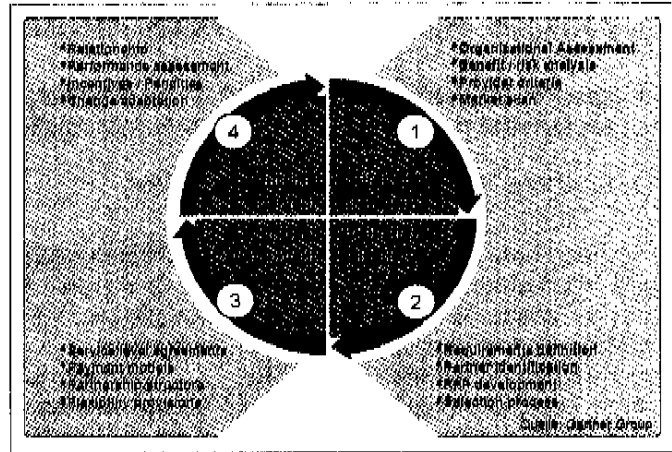 Relationship
Performance assessment
Incentives / Penalties
Change adaptation
Organisational Assessment
Benefit / risk analysis
Provider criteria
Market scan
4
1
3
2
Service level agreements
Payment models
Partnership structure
Flexibility provisions
Requirements definition
Partner identification
RFP development
Selection process
Quelle: Gartner Group